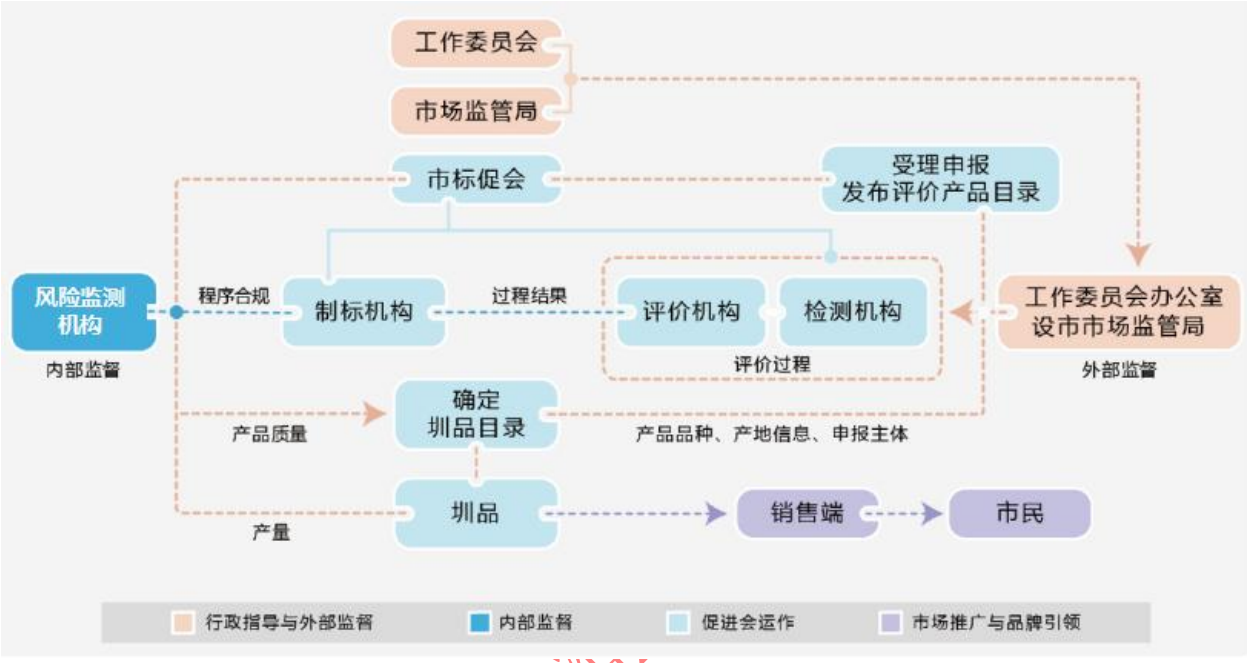 工作委员会
市场监管局
市标促会
受理申报
发布评价产品目录
风险监测
机构
内部监督
程序合规
制标机构
过程结果
评价机构
检测机构
评价过程
工作委员会办公室
设市市场监管局
外部监督
确定
圳品目录
产品质量
产品品种、产地信息、申报主体
圳品
产量
销售端
市民
行政指导与外部监督
内部监督
促进会运作
市场推广与品牌引领